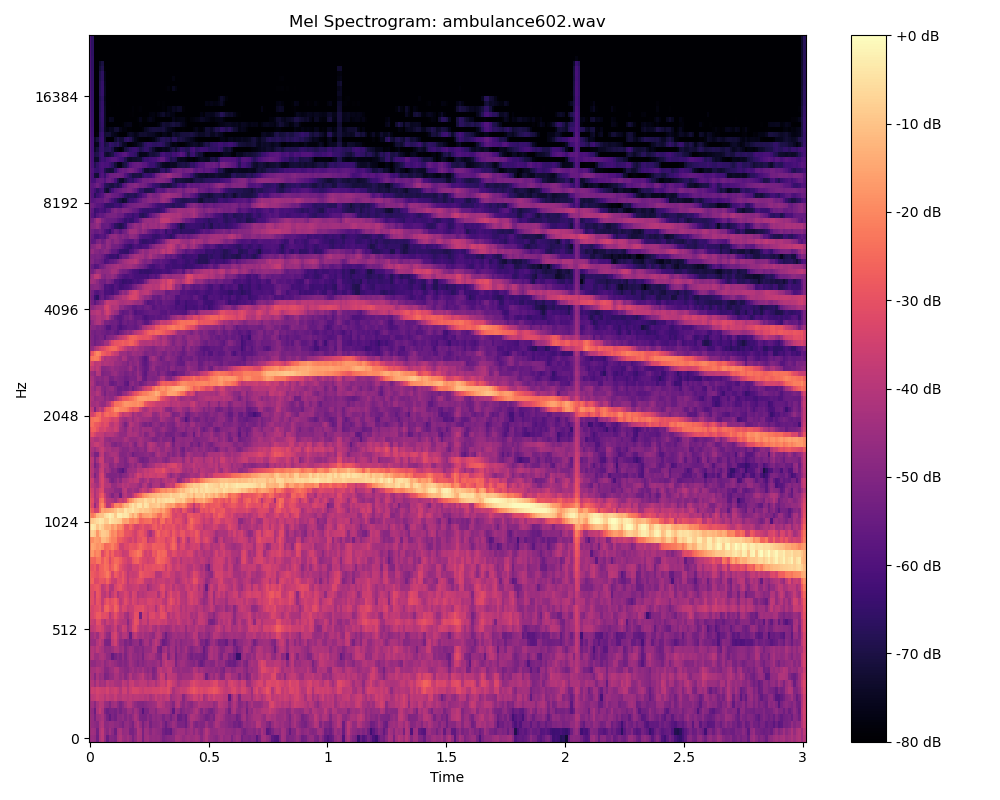 Mel Spectrogram: ambulance602.wav
Hz
16384
8192
4096
2048
1024
512
0
0
0.5
1
1.5
2
2.5
3
Time
+0 dB
-10 dB
-20 dB
-30 dB
-40 dB
-50 dB
-60 dB
-70 dB
-80 dB